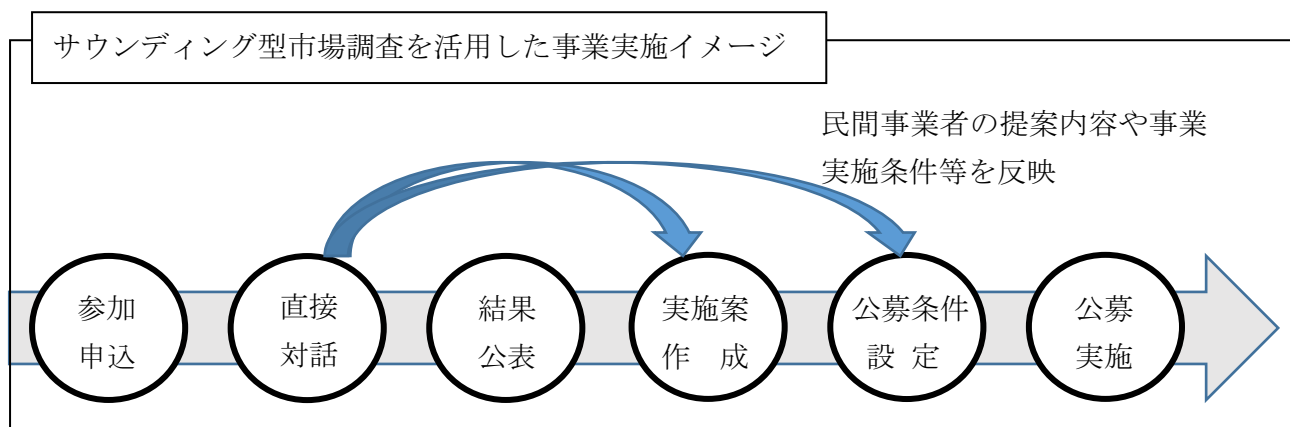 サウンディング型市場調査を活用した事業実施イメージ
民間事業者の提案内容や事業
実施条件等を反映
参加
申込
直接
対話
結果
公表
実施案
作　成
公募条件
設 定
公募
実施